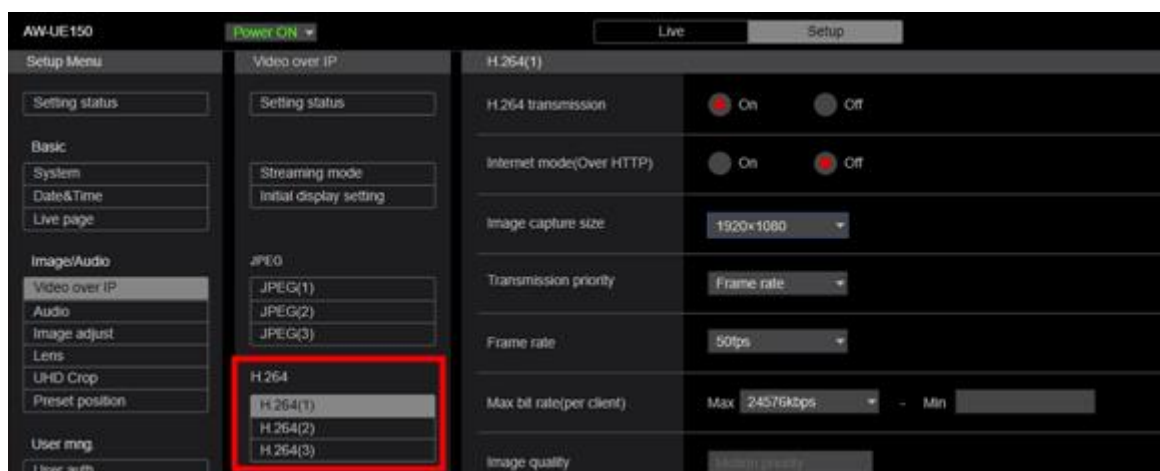 AW-UE150 Power ON Live Setup
Setup Menu Video over IP H.264(1)
Setting status Setting status H.264 transmission On Off
Basic
Internet mode(Over HTTP) On Off
System Streaming mode
Date&Time Initial display setting
Live page Image capture size 1920×1080
Image/Audio JPEG
Video over IP JPEG(1) Transmission priority Frame rate
Audio JPEG(2)
Image adjust JPEG(3) Frame rate 50fps
Lens
UHD Crop H.264
Preset position H.264(1) Max bit rate(per client) Max 24576kbps - Min
H.264(2)
User mng. H.264(3)
User auth. Image quality Motion priority